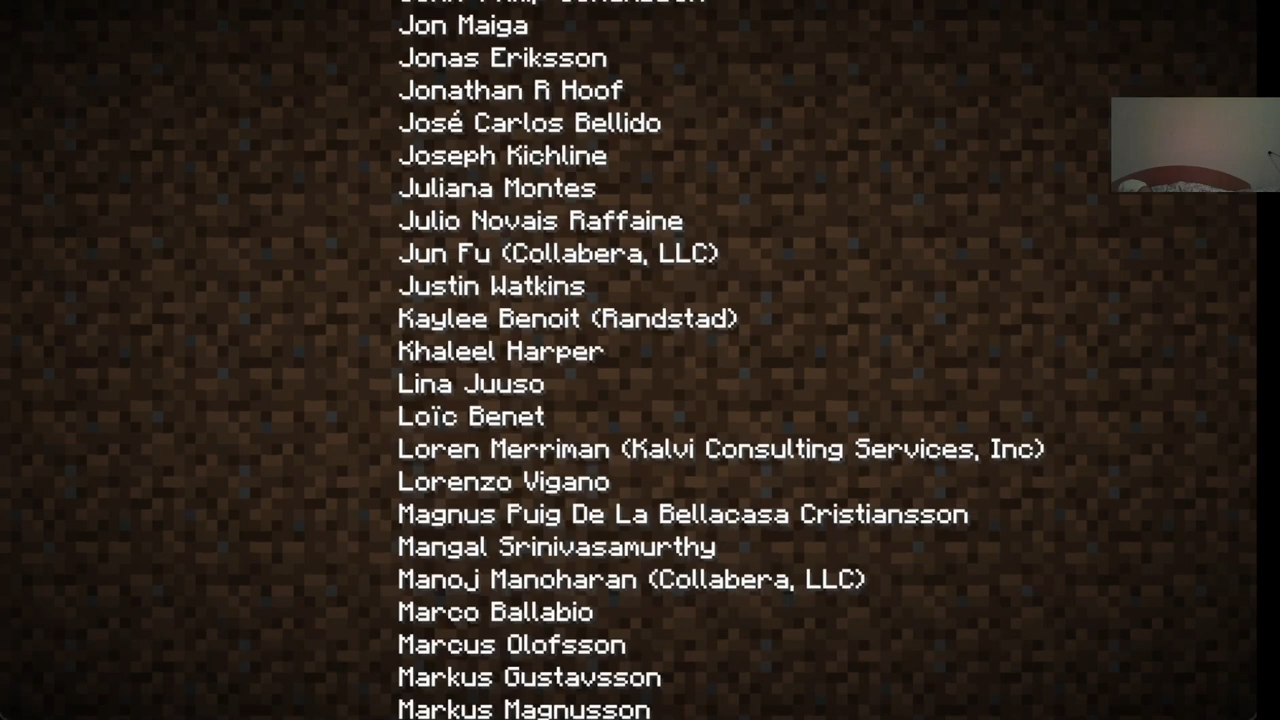 Jon Maiga
Jonas Eriksson
Jonathan R Hoof
José Carlos Bellido
Joseph Kichline
Juliana Montes
Julio Novais Raffaine
Jun Fu (Collabera, LLC)
Justin Watkins
Kaylee Benoit (Randstad)
Khaleel Harper
Lina Juuso
Loïc Benet
Loren Merriman (Kalvi Consulting Services, Inc)
Lorenzo Vigano
Magnus Puig De La Bellacasa Cristiansson
Mangal Srinivasamurthy
Manoj Manoharan (Collabera, LLC)
Marco Ballabio
Marcus Olofsson
Markus Gustavsson
Markus Magnusson